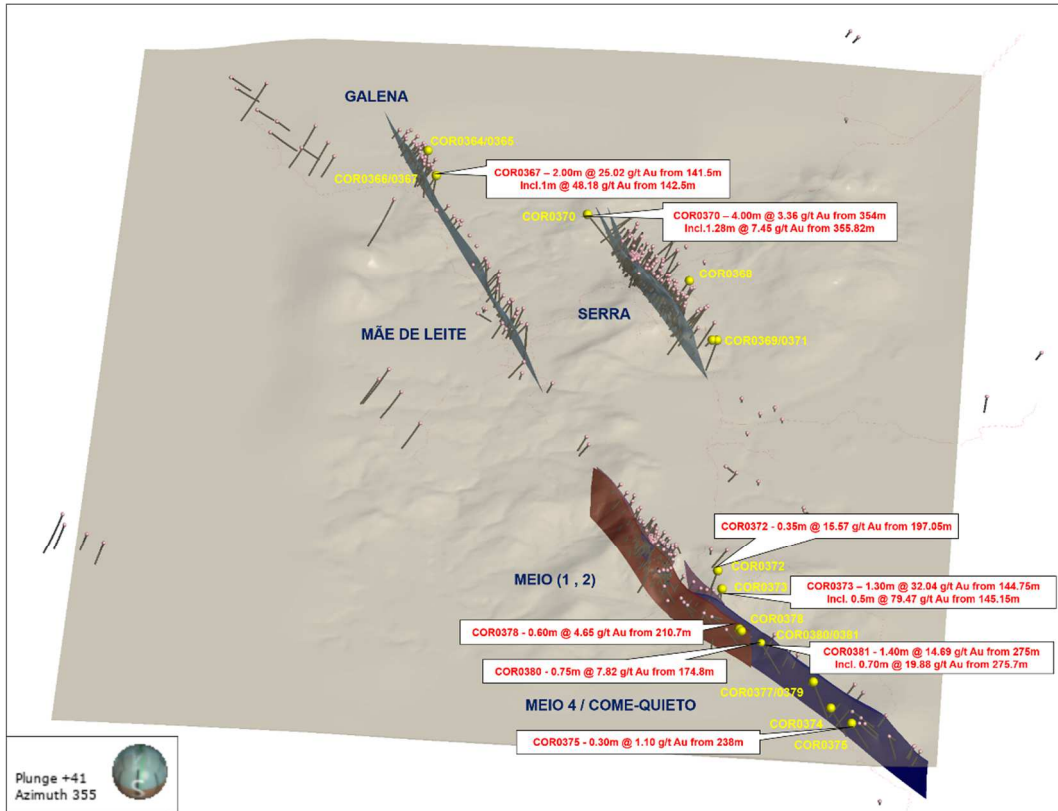 GALENA
COR0364/0365
COR0366/0367
COR0367 – 2.00m @ 25.02 g/t Au from 141.5m
Incl.1m @ 48.18 g/t Au from 142.5m
COR0370
COR0370 – 4.00m @ 3.36 g/t Au from 354m
Incl.1.28m @ 7.45 g/t Au from 355.82m
COR0368
SERRA
MÃE DE LEITE
COR0369/0371
COR0372 - 0.35m @ 15.57 g/t Au from 197.05m
COR0372
MEIO (1 , 2)
COR0373
COR0373 – 1.30m @ 32.04 g/t Au from 144.75m
Incl. 0.5m @ 79.47 g/t Au from 145.15m
COR0378
COR0378 - 0.60m @ 4.65 g/t Au from 210.7m
COR0380/0381
COR0381 - 1.40m @ 14.69 g/t Au from 275m
Incl. 0.70m @ 19.88 g/t Au from 275.7m
COR0380 - 0.75m @ 7.82 g/t Au from 174.8m
COR0377/0379
MEIO 4 / COME-QUIETO
COR0374
COR0375 - 0.30m @ 1.10 g/t Au from 238m
COR0375
Plunge +41
Azimuth 355
S